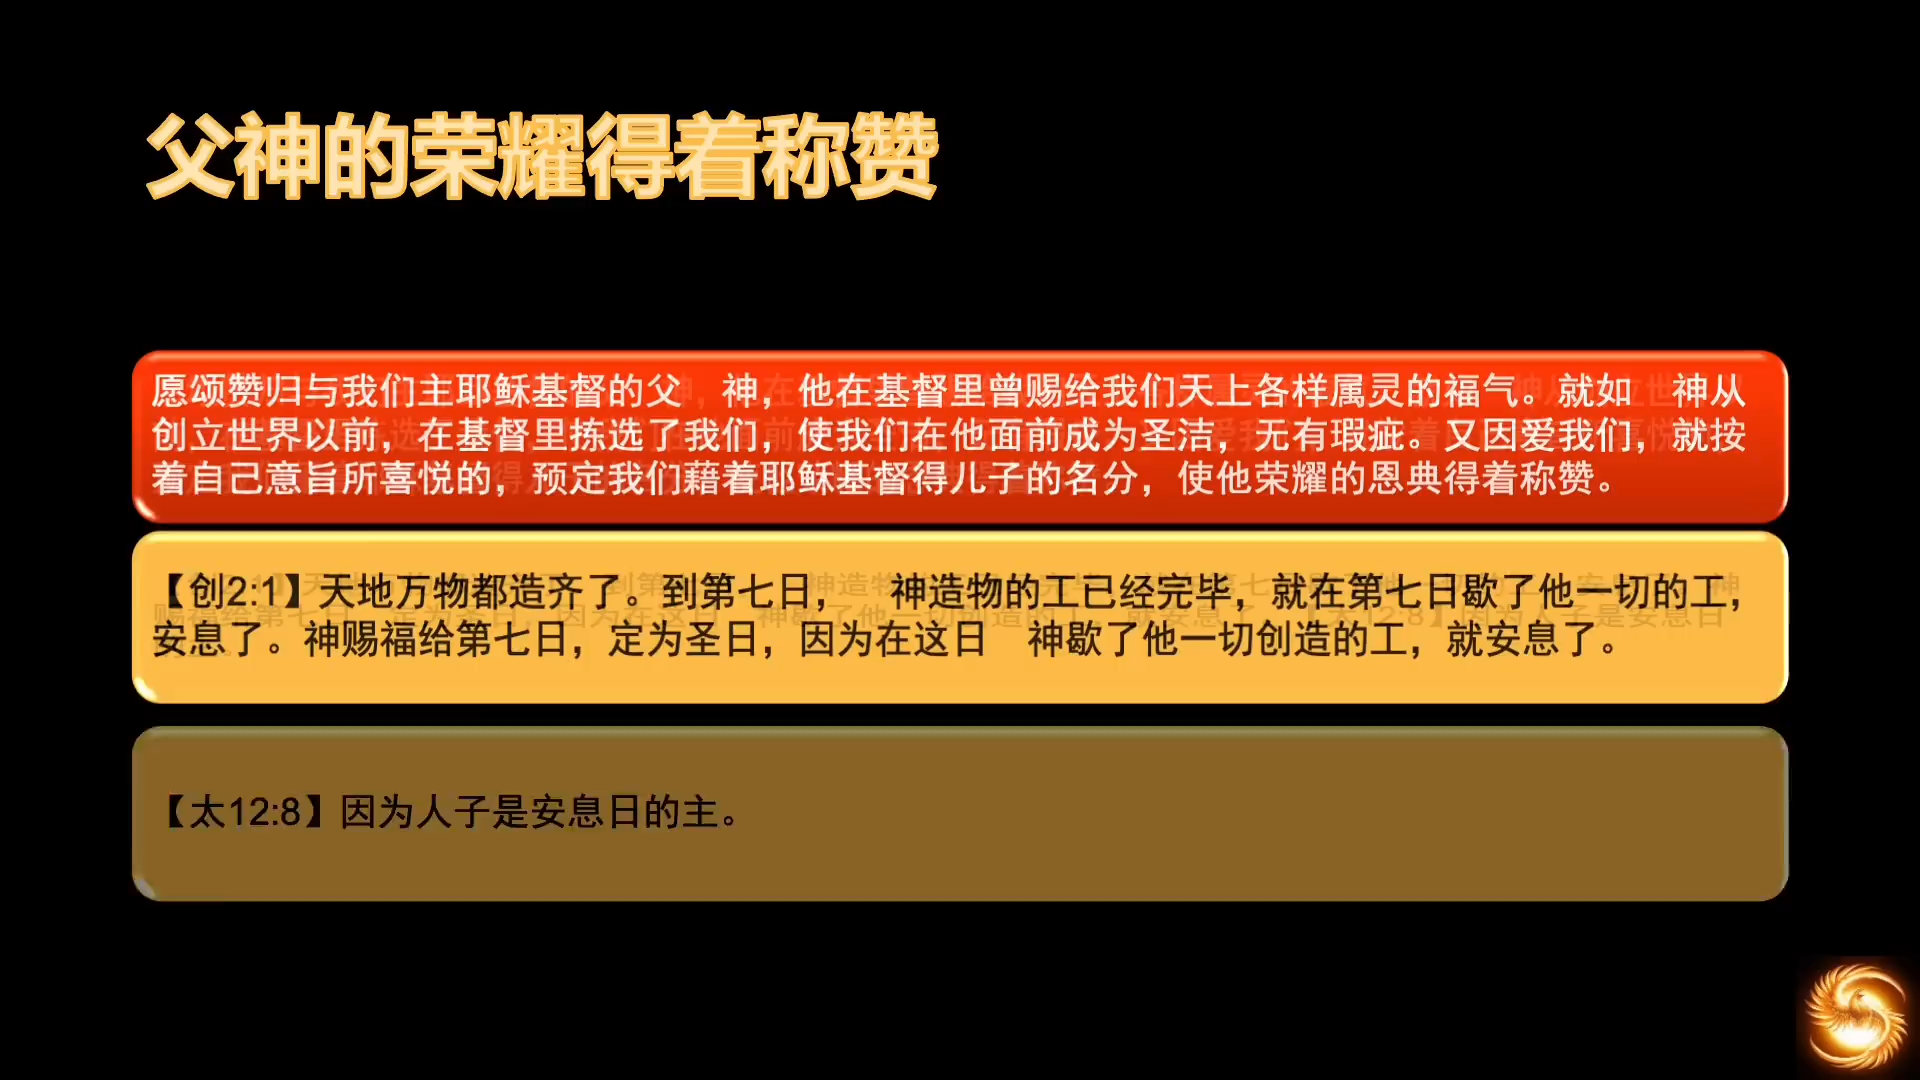 父神的荣耀得着称赞
愿颂赞归与我们主耶稣基督的父　神，他在基督里曾赐给我们天上各样属灵的福气。就如　神从
创立世界以前，在基督里拣选了我们，使我们在他面前成为圣洁，无有瑕疵。又因爱我们，就按
着自己意旨所喜悦的，预定我们藉着耶稣基督得儿子的名分，使他荣耀的恩典得着称赞。
【创2:1】天地万物都造齐了。到第七日，　神造物的工已经完毕，就在第七日歇了他一切的工，
安息了。神赐福给第七日，定为圣日，因为在这日　神歇了他一切创造的工，就安息了。
【太12:8】因为人子是安息日的主。